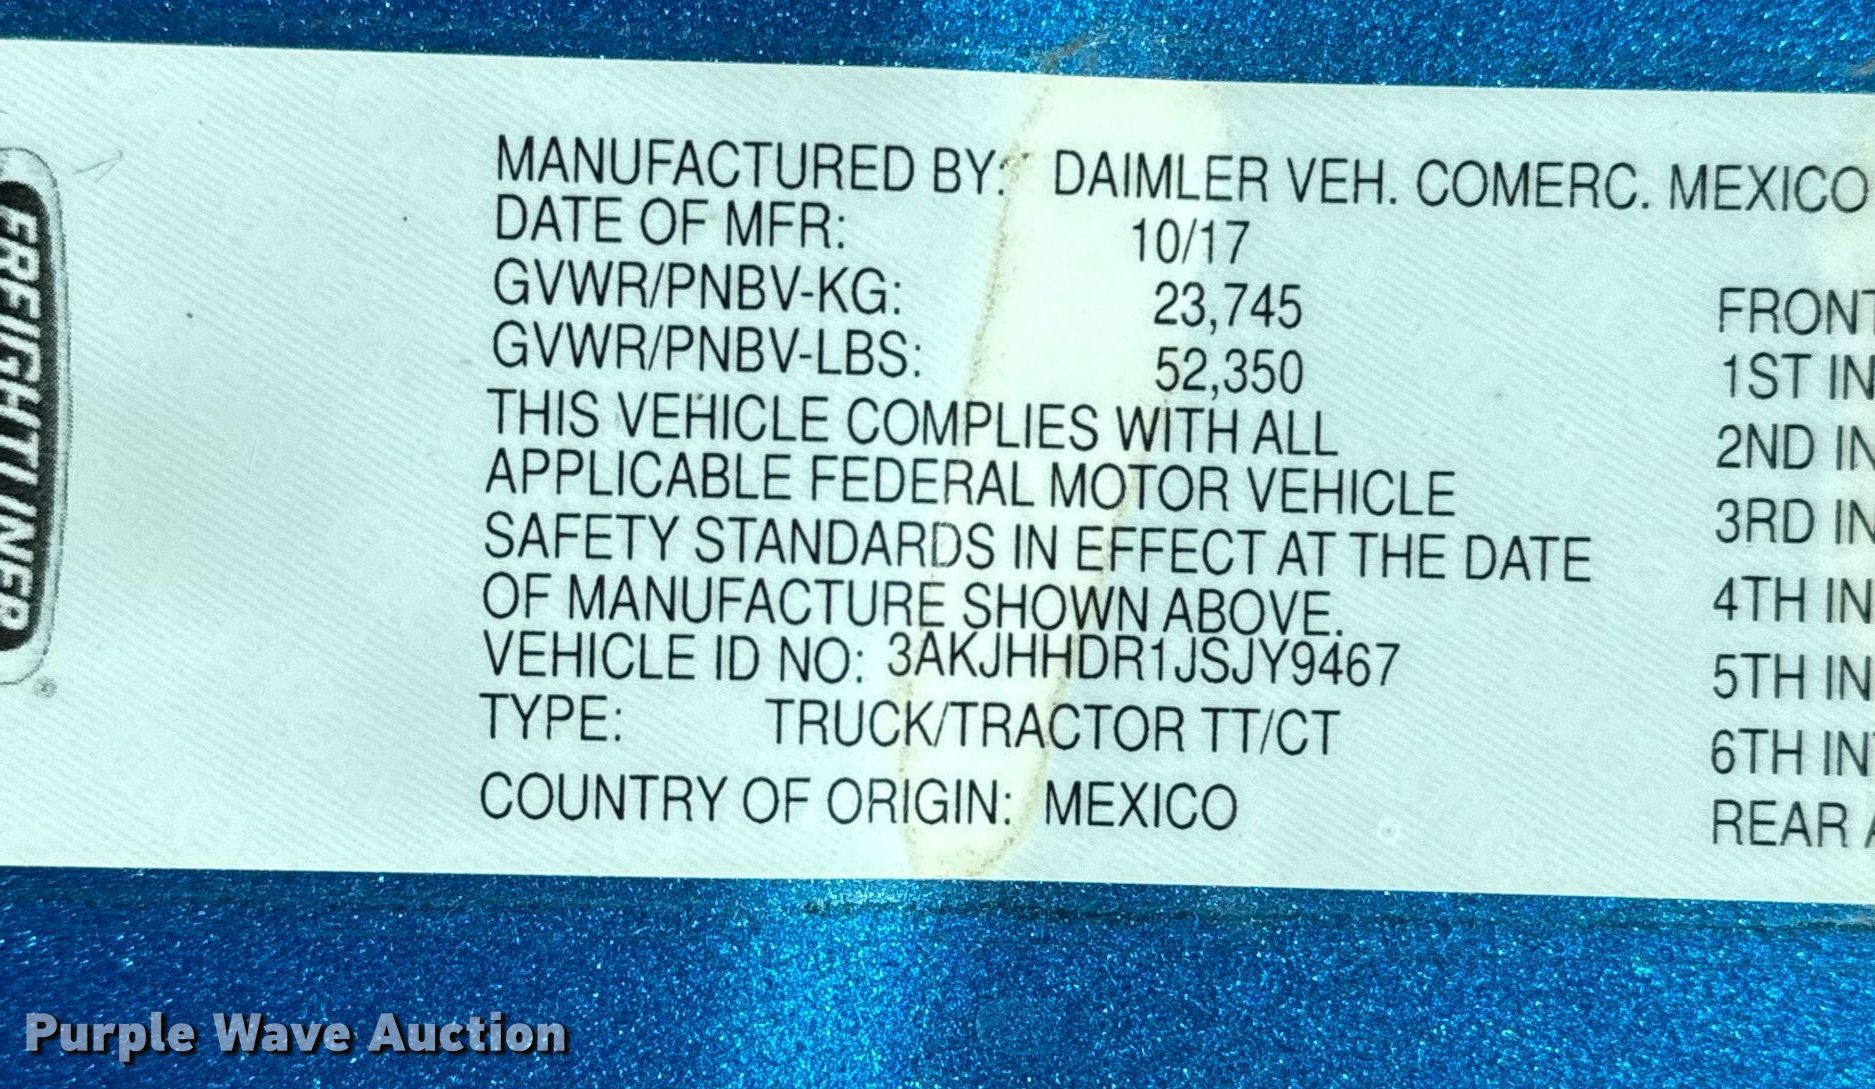 FREIGHTLINER
MANUFACTURED BY: DAIMLER VEH. COMERC. MEXICO
DATE OF MFR: 10/17
GVWR/PNBV-KG: 23,745
GVWR/PNBV-LBS: 52,350
THIS VEHICLE COMPLIES WITH ALL
APPLICABLE FEDERAL MOTOR VEHICLE
SAFETY STANDARDS IN EFFECT AT THE DATE
OF MANUFACTURE SHOWN ABOVE.
VEHICLE ID NO: 3AKJHHDR1JSJY9467
TYPE: TRUCK/TRACTOR TT/CT
COUNTRY OF ORIGIN: MEXICO
FRONT
1ST IN
2ND IN
3RD IN
4TH IN
5TH IN
6TH INT
REAR A
Purple Wave Auction